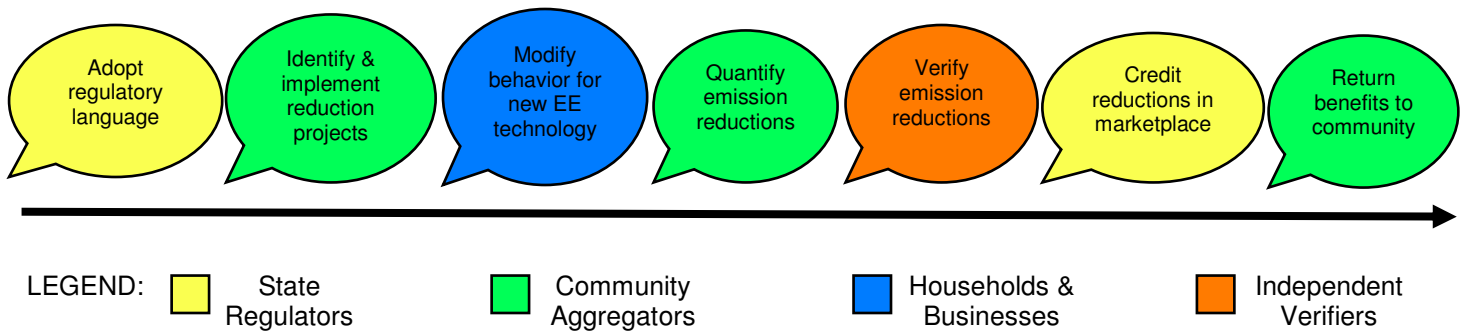 Adopt
regulatory
language
Identify &
implement
reduction
projects
Modify
behavior for
new EE
technology
Quantify
emission
reductions
Verify
emission
reductions
Credit
reductions in
marketplace
Return
benefits to
community
LEGEND:
State
Regulators
Community
Aggregators
Households &
Businesses
Independent
Verifiers